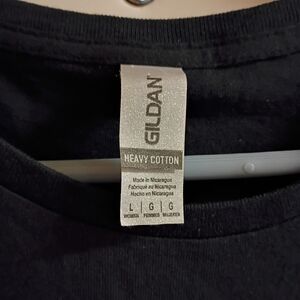 GILDAN
HEAVY COTTON
Made in Nicaragua
Fabriqué au Nicaragua
Hecho en Nicaragua
L | G | G
WOMEN FEMMES MUJERES